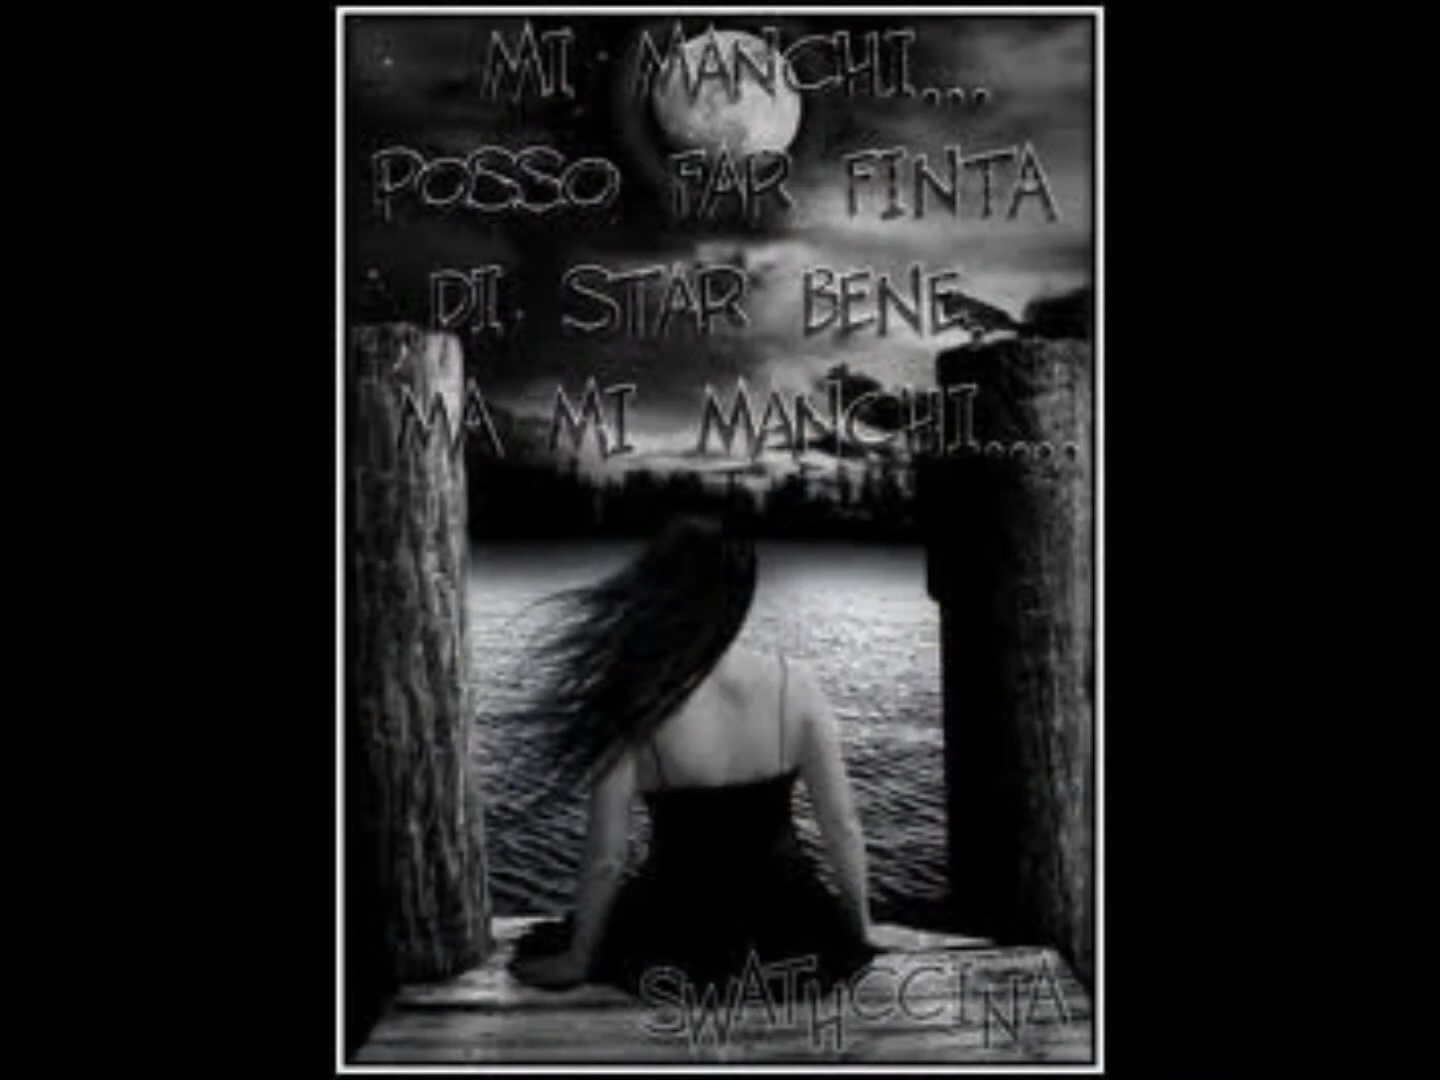 MI MANCHI...
POSSO FAR FINTA
DI STAR BENE,
MA MI MANCHI.....
SWATHCCINA